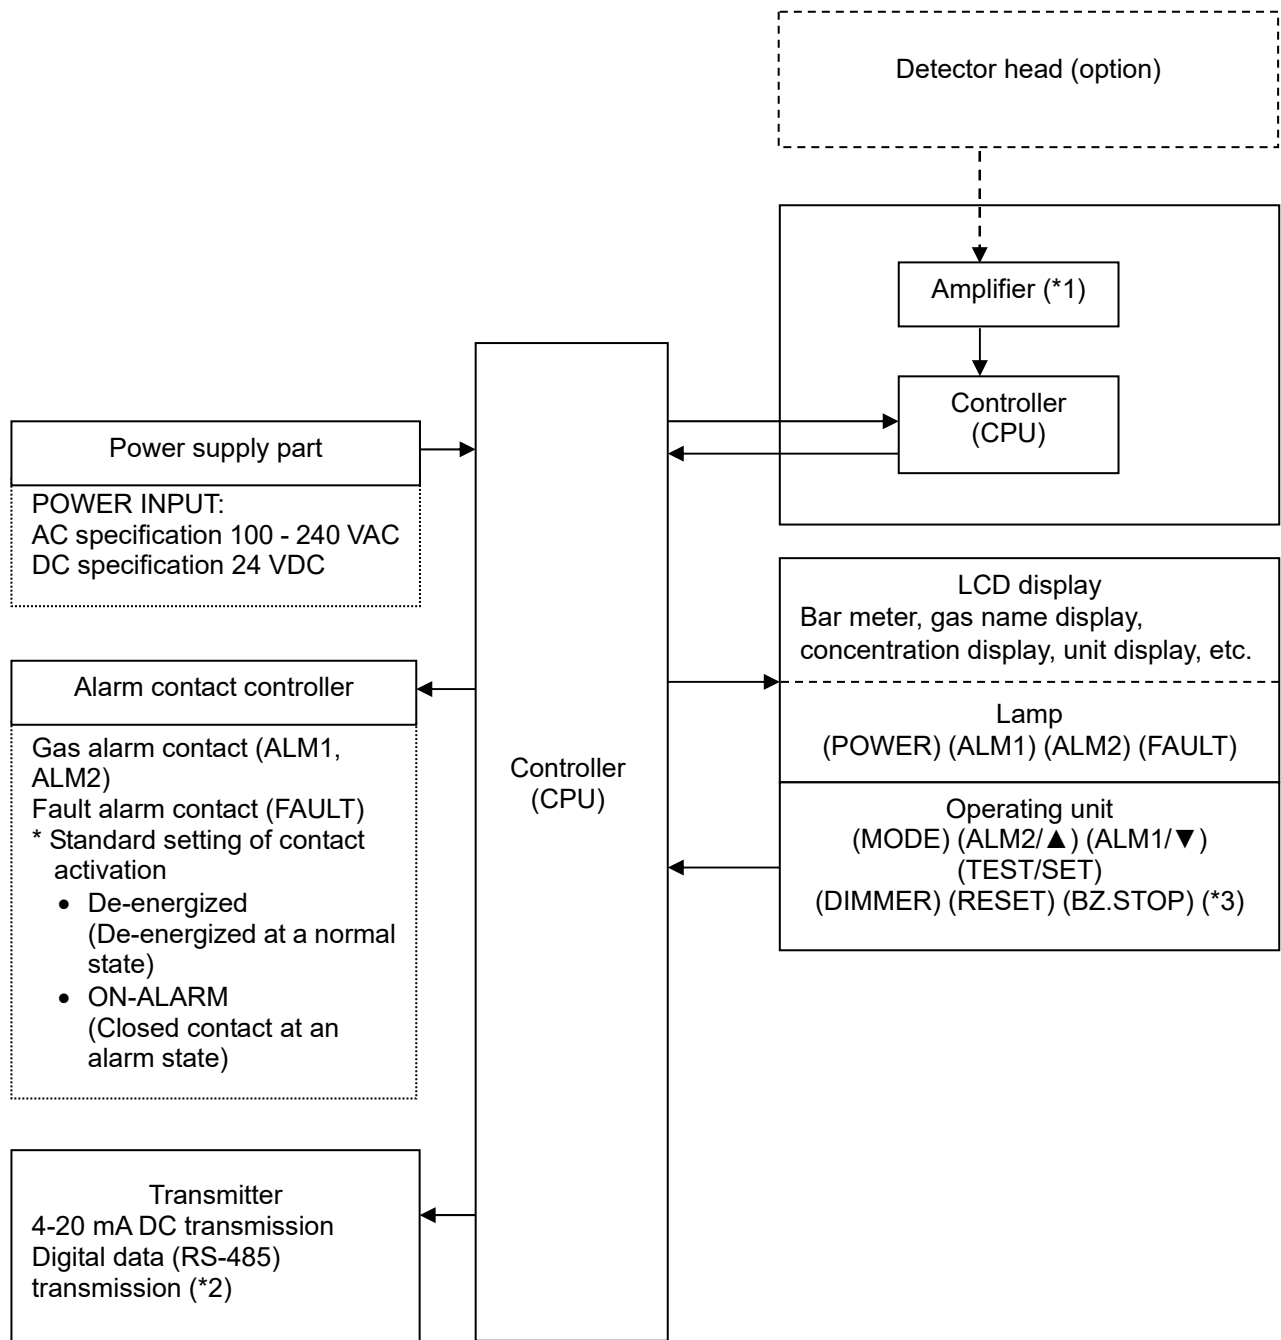 Detector head (option)
Amplifier (*1)
Controller
(CPU)
Power supply part
POWER INPUT:
AC specification 100 - 240 VAC
DC specification 24 VDC
LCD display
Bar meter, gas name display,
concentration display, unit display, etc.
Lamp
(POWER) (ALM1) (ALM2) (FAULT)
Operating unit
(MODE) (ALM2/▲) (ALM1/▼)
(TEST/SET)
(DIMMER) (RESET) (BZ.STOP) (*3)
Controller
(CPU)
Alarm contact controller
Gas alarm contact (ALM1,
ALM2)
Fault alarm contact (FAULT)
* Standard setting of contact
activation
• De-energized
(De-energized at a normal
state)
• ON-ALARM
(Closed contact at an
alarm state)
Transmitter
4-20 mA DC transmission
Digital data (RS-485)
transmission (*2)